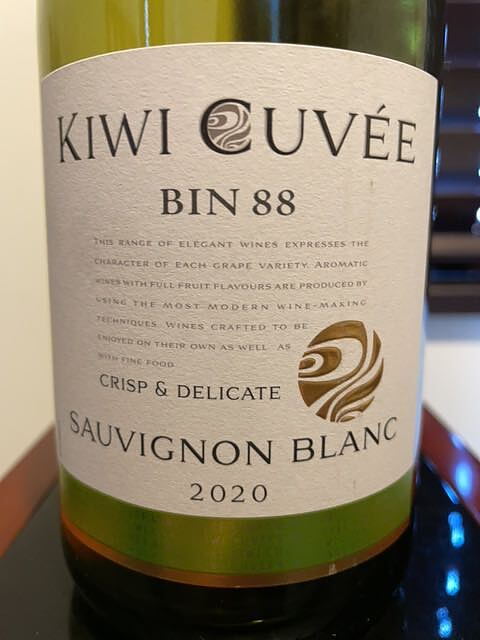 KIWI CUVÉE
BIN 88
THIS RANGE OF ELEGANT WINES EXPRESSES THE
CHARACTER OF EACH GRAPE VARIETY. AROMATIC
WINES WITH FULL FRUIT FLAVOURS ARE PRODUCED BY
USING THE MOST MODERN WINE-MAKING
TECHNIQUES. WINES CRAFTED TO BE
ENJOYED ON THEIR OWN AS WELL AS
WITH FINE FOOD
CRISP & DELICATE
SAUVIGNON BLANC
2020